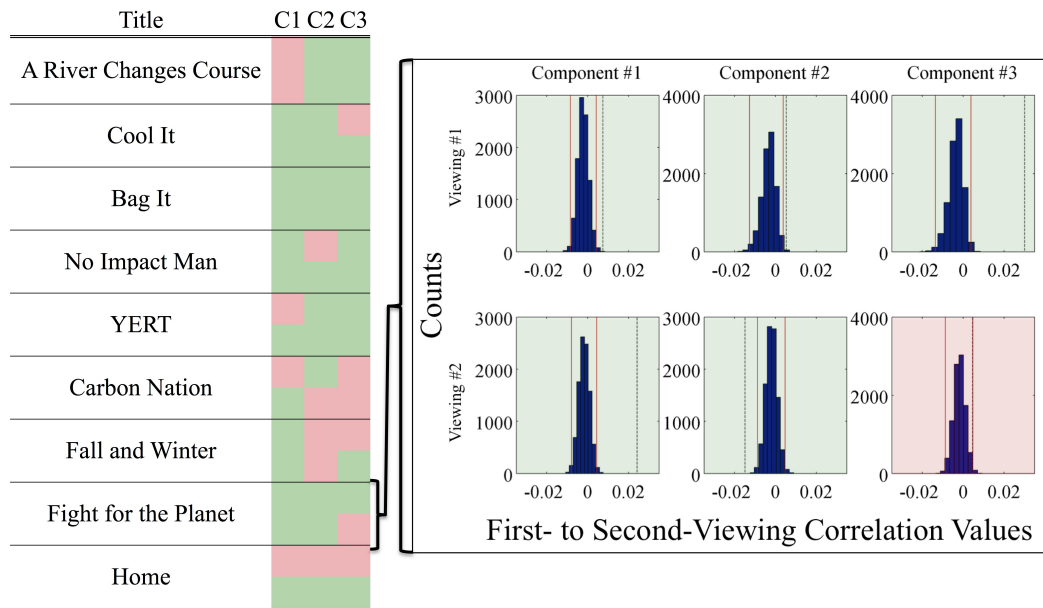 Title C1 C2 C3
A River Changes Course
Cool It
Bag It
No Impact Man
YERT
Carbon Nation
Fall and Winter
Fight for the Planet
Home
Component #1 Component #2 Component #3
Counts
Viewing #1
3000
2000
1000
0
-0.02 0 0.02
4000
2000
0
-0.02 0 0.02
4000
2000
0
-0.02 0 0.02
Viewing #2
3000
2000
1000
0
-0.02 0 0.02
3000
2000
1000
0
-0.02 0 0.02
4000
2000
0
-0.02 0 0.02
First- to Second-Viewing Correlation Values